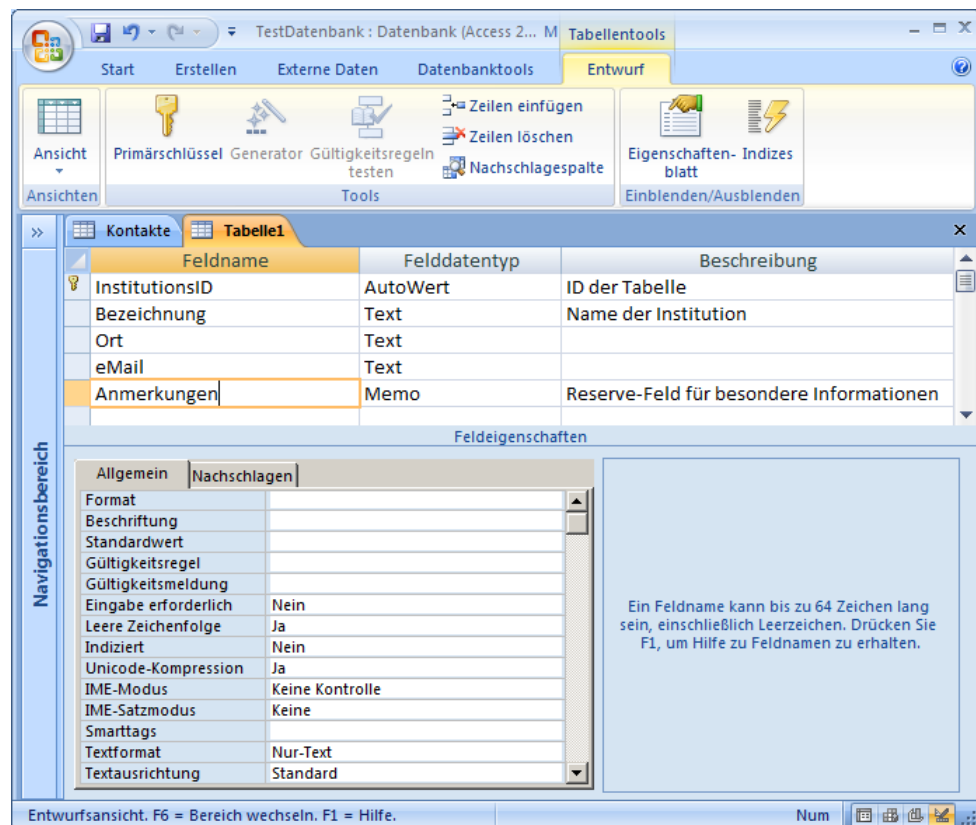 TestDatenbank : Datenbank (Access 2... M Tabellentools
Start Erstellen Externe Daten Datenbanktools Entwurf
Ansicht
Primärschlüssel Generator Gültigkeitsregeln testen
Zeilen einfügen
Zeilen löschen
Nachschlagespalte
Eigenschaften-blatt Indizes
Ansichten Tools Einblenden/Ausblenden
» Kontakte Tabelle1
Feldname Felddatentyp Beschreibung
InstitutionsID AutoWert ID der Tabelle
Bezeichnung Text Name der Institution
Ort Text
eMail Text
Anmerkungen Memo Reserve-Feld für besondere Informationen
Navigationsbereich
Feldeigenschaften
Allgemein Nachschlagen
Format
Beschriftung
Standardwert
Gültigkeitsregel
Gültigkeitsmeldung
Eingabe erforderlich Nein
Leere Zeichenfolge Ja
Indiziert Nein
Unicode-Kompression Ja
IME-Modus Keine Kontrolle
IME-Satzmodus Keine
Smarttags
Textformat Nur-Text
Textausrichtung Standard
Ein Feldname kann bis zu 64 Zeichen lang
sein, einschließlich Leerzeichen. Drücken Sie
F1, um Hilfe zu Feldnamen zu erhalten.
Entwurfsansicht. F6 = Bereich wechseln. F1 = Hilfe. Num